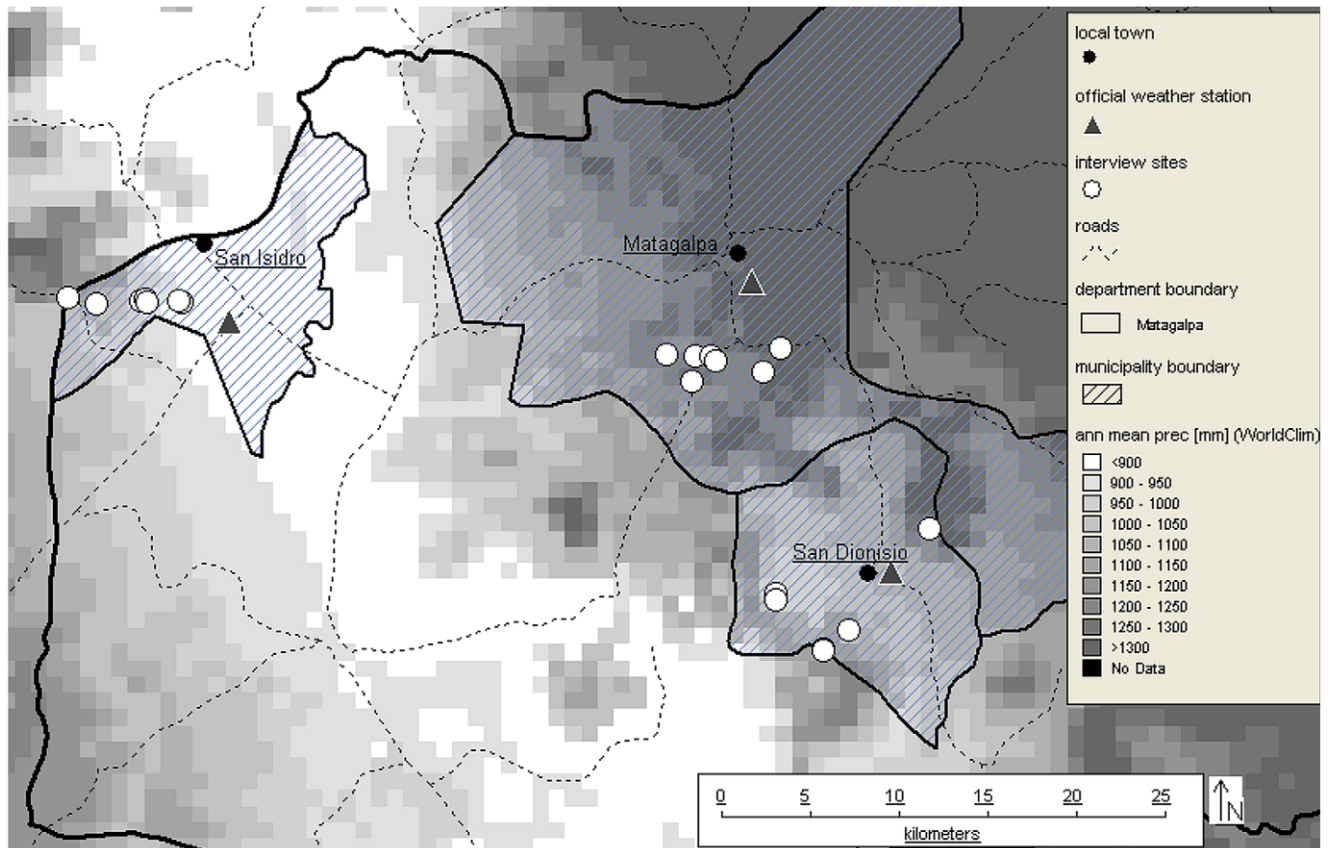 San Isidro
Matagalpa
San Dionisio
local town
official weather station
interview sites
roads
department boundary
Matagalpa
municipality boundary
ann mean prec [mm] (WorldClim)
<900
900 - 950
950 - 1000
1000 - 1050
1050 - 1100
1100 - 1150
1150 - 1200
1200 - 1250
1250 - 1300
>1300
No Data
0 5 10 15 20 25
kilometers
N